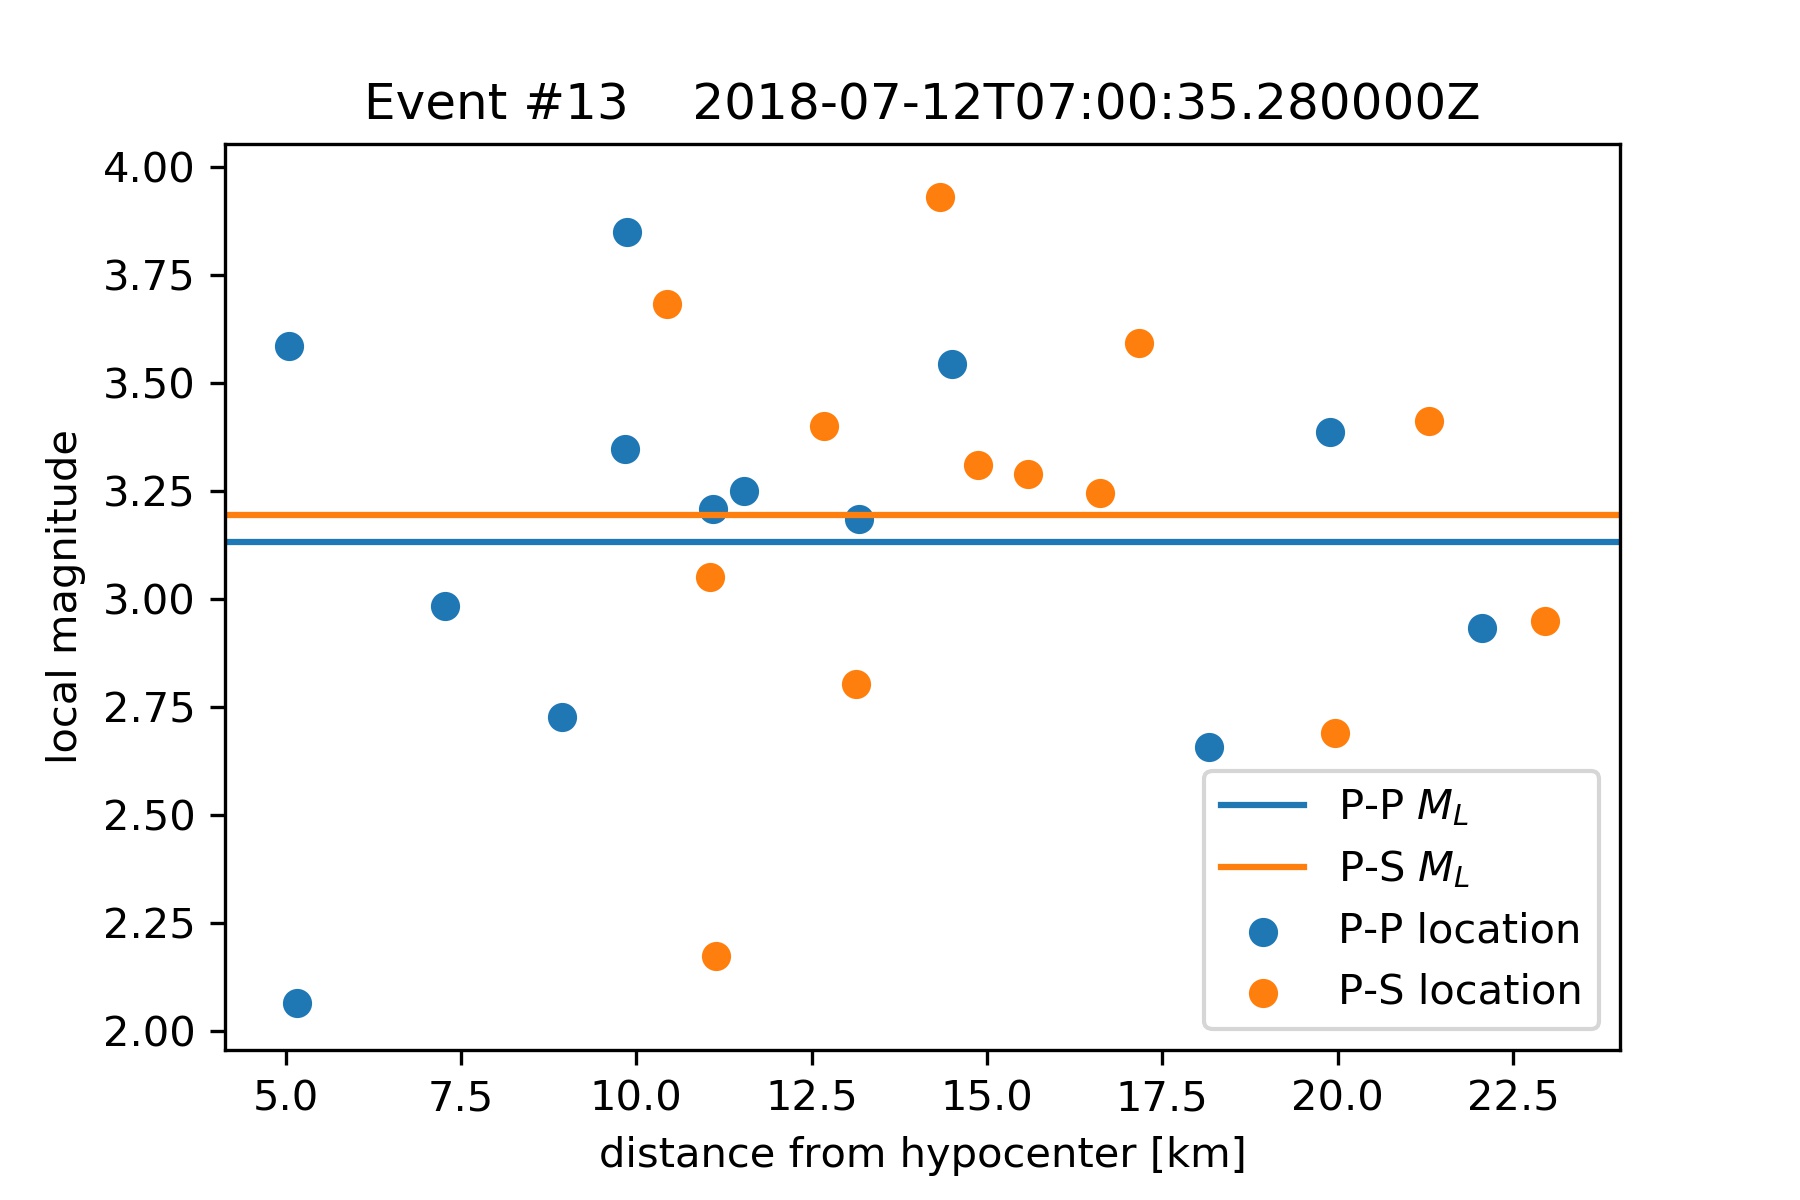 Event #13    2018-07-12T07:00:35.280000Z
local magnitude
4.00
3.75
3.50
3.25
3.00
2.75
2.50
2.25
2.00
P-P M_L
P-S M_L
P-P location
P-S location
5.0 7.5 10.0 12.5 15.0 17.5 20.0 22.5
distance from hypocenter [km]